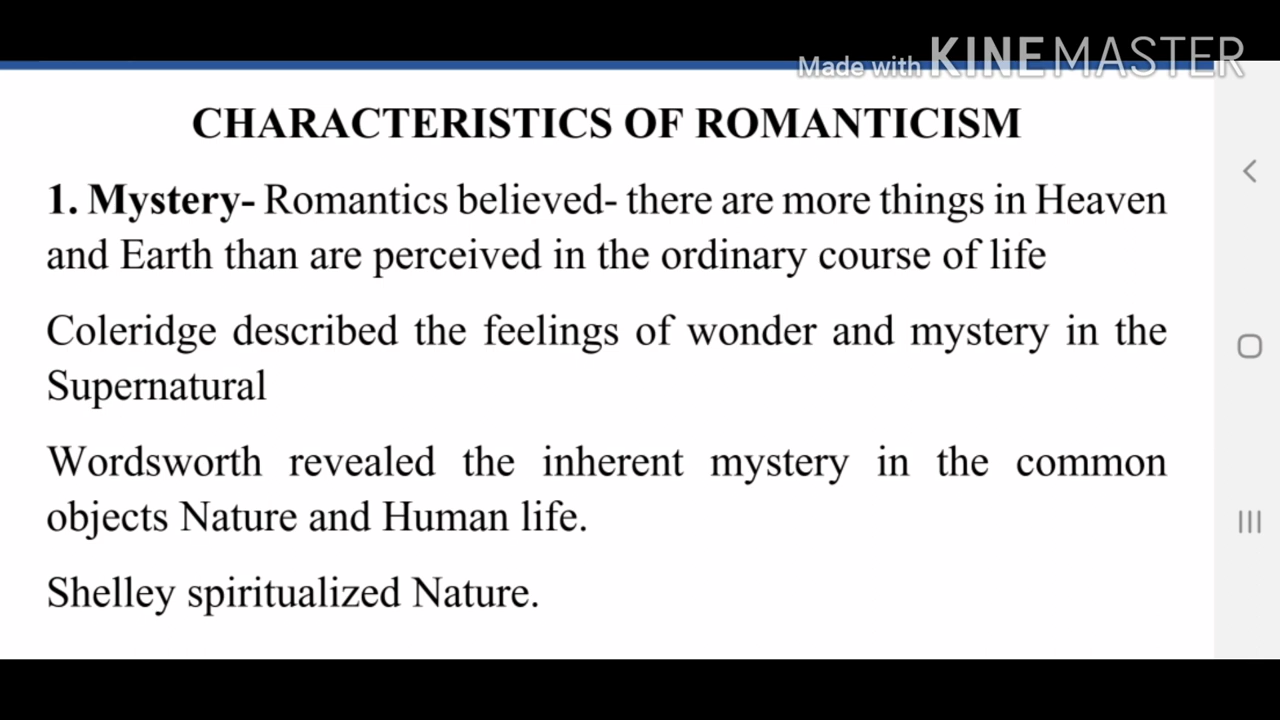 Made with KINEMASTER
CHARACTERISTICS OF ROMANTICISM
1. Mystery- Romantics believed- there are more things in Heaven
and Earth than are perceived in the ordinary course of life
Coleridge described the feelings of wonder and mystery in the
Supernatural
Wordsworth revealed the inherent mystery in the common
objects Nature and Human life.
Shelley spiritualized Nature.